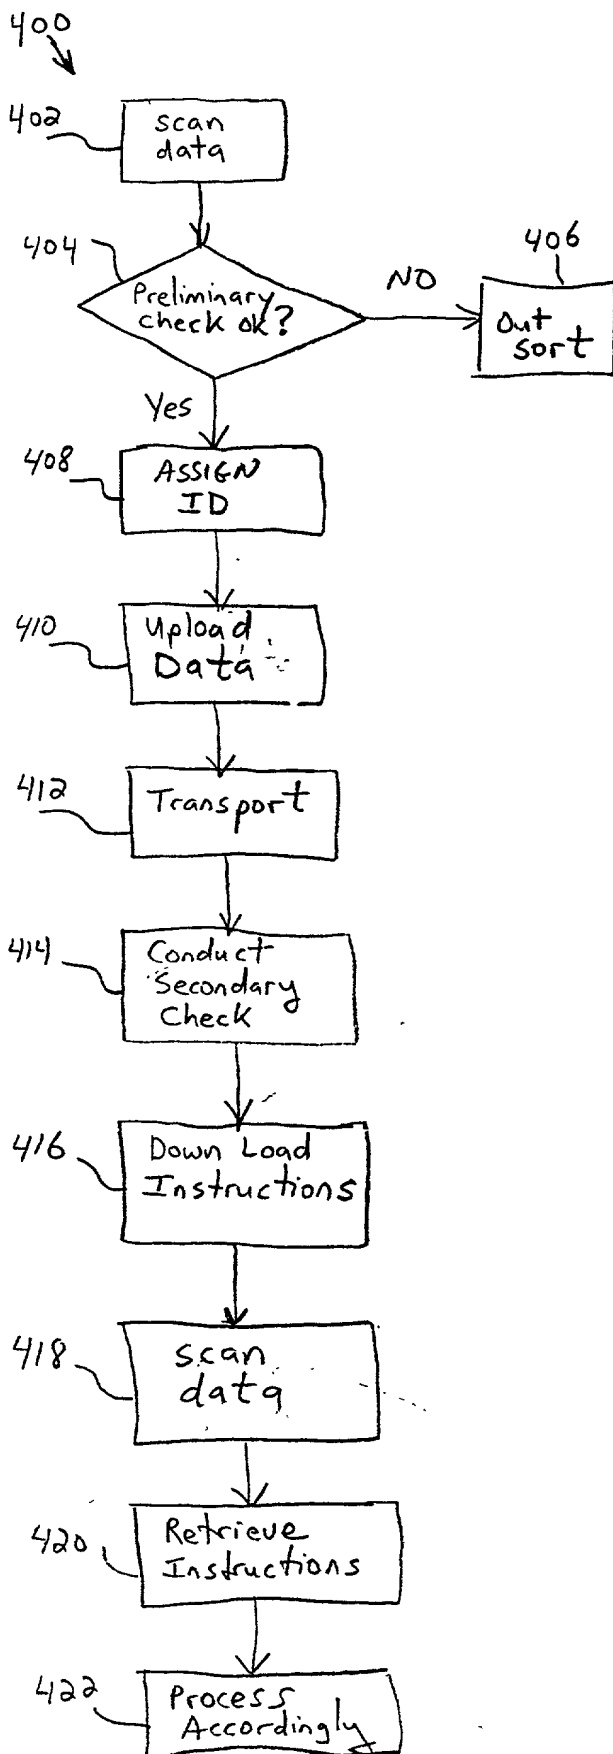 400
402
scan
data
404
Preliminary
check ok?
NO
406
Out
sort
Yes
408
ASSIGN
ID
410
Upload
Data
412
Transport
414
Conduct
Secondary
Check
416
Down Load
Instructions
418
scan
data
420
Retrieve
Instructions
422
Process
Accordingly